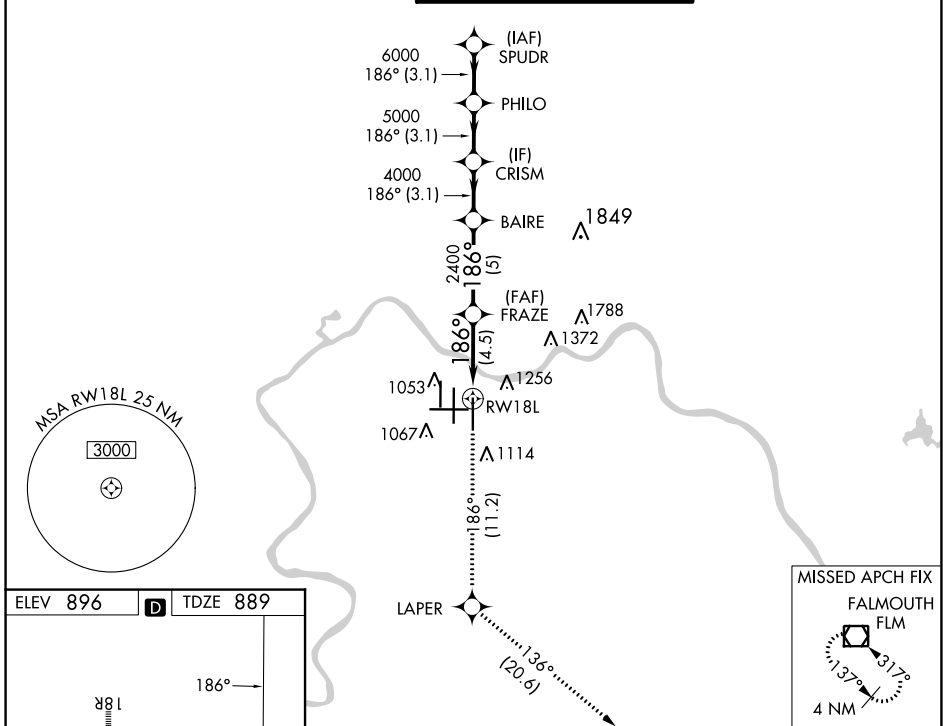 (IAF)
SPUDR
6000
186° (3.1)
PHILO
5000
186° (3.1)
(IF)
CRISM
4000
186° (3.1)
BAIRE
1849
2400
186°
(5)
(FAF)
FRAZE
1788
1372
186°
(4.5)
1053
1256
RW18L
1067
1114
MSA RW18L 25 NM
3000
186°
(11.2)
LAPER
136°
(20.6)
MISSED APCH FIX
FALMOUTH
FLM
317°
137°
4 NM
ELEV 896 D TDZE 889
186°
18R